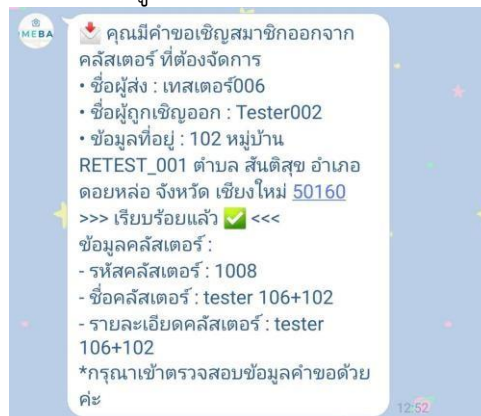 MEBA
📩 คุณมีคำขอเชิญสมาชิกออกจาก
คลัสเตอร์ ที่ต้องจัดการ
• ชื่อผู้ส่ง : เทสเตอร์006
• ชื่อผู้ถูกเชิญออก : Tester002
• ข้อมูลที่อยู่ : 102 หมู่บ้าน
RETEST_001 ตำบล สันติสุข อำเภอ
ดอยหล่อ จังหวัด เชียงใหม่ 50160
>>> เรียบร้อยแล้ว ✅ <<<
ข้อมูลคลัสเตอร์ :
- รหัสคลัสเตอร์ : 1008
- ชื่อคลัสเตอร์ : tester 106+102
- รายละเอียดคลัสเตอร์ : tester
106+102
*กรุณาเข้าตรวจสอบข้อมูลคำขอด้วย
ค่ะ
12:52